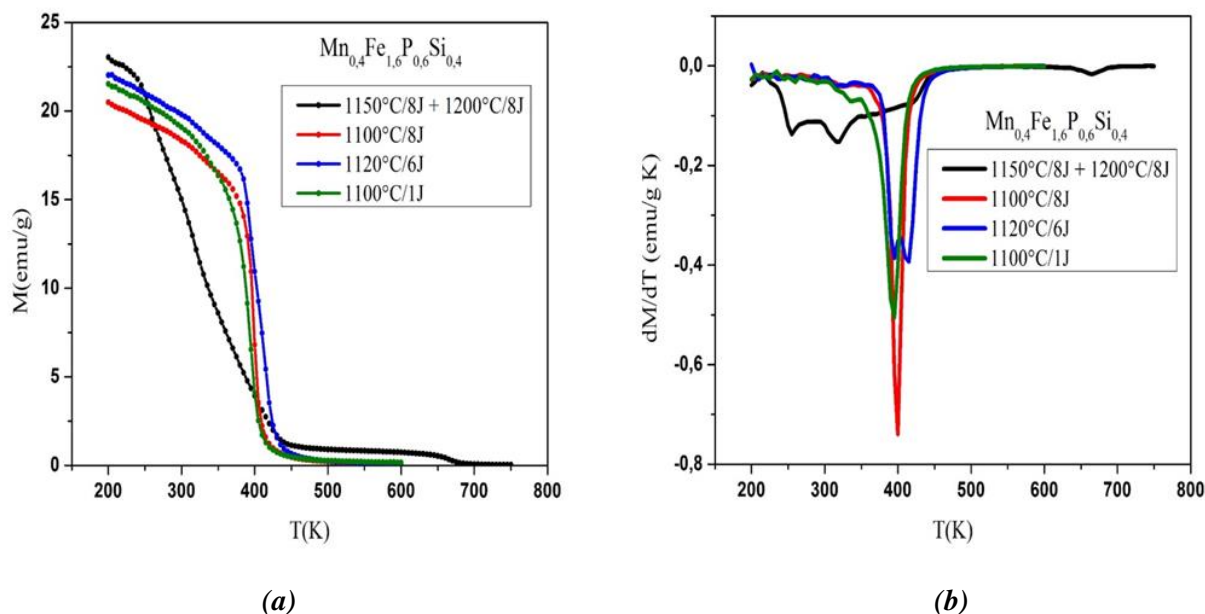 25
20
15
10
5
0
M(emu/g)
200 300 400 500 600 700 800
T(K)
Mn0,4Fe1,6P0,6Si0,4
1150°C/8J + 1200°C/8J
1100°C/8J
1120°C/6J
1100°C/1J
(a)
0,0
-0,2
-0,4
-0,6
-0,8
dM/dT (emu/g K)
200 300 400 500 600 700 800
T(K)
Mn0,4Fe1,6P0,6Si0,4
1150°C/8J + 1200°C/8J
1100°C/8J
1120°C/6J
1100°C/1J
(b)